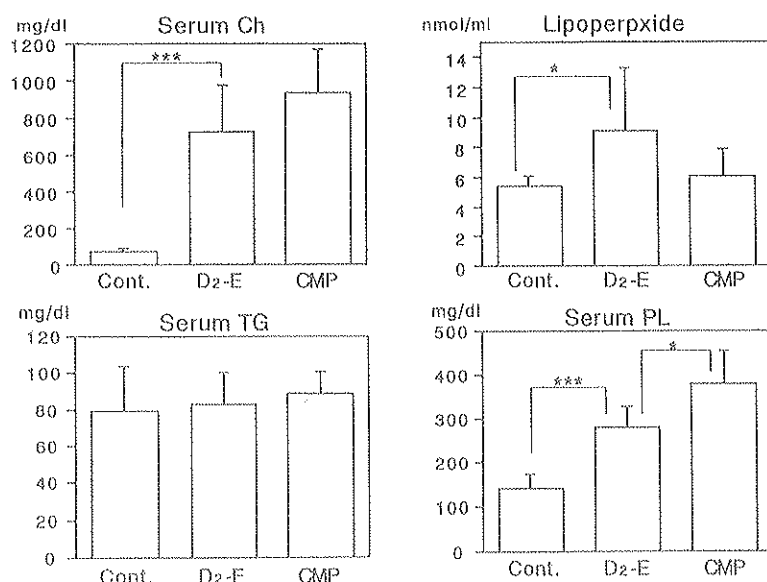 mg/dl
Serum Ch
1200
1000
800
600
400
200
0
***
Cont.
D2-E
CMP
nmol/ml
Lipoperpxide
14
12
10
8
6
4
2
0
*
Cont.
D2-E
CMP
mg/dl
Serum TG
120
100
80
60
40
20
0
Cont.
D2-E
CMP
mg/dl
Serum PL
500
400
300
200
100
0
***
*
Cont.
D2-E
CMP